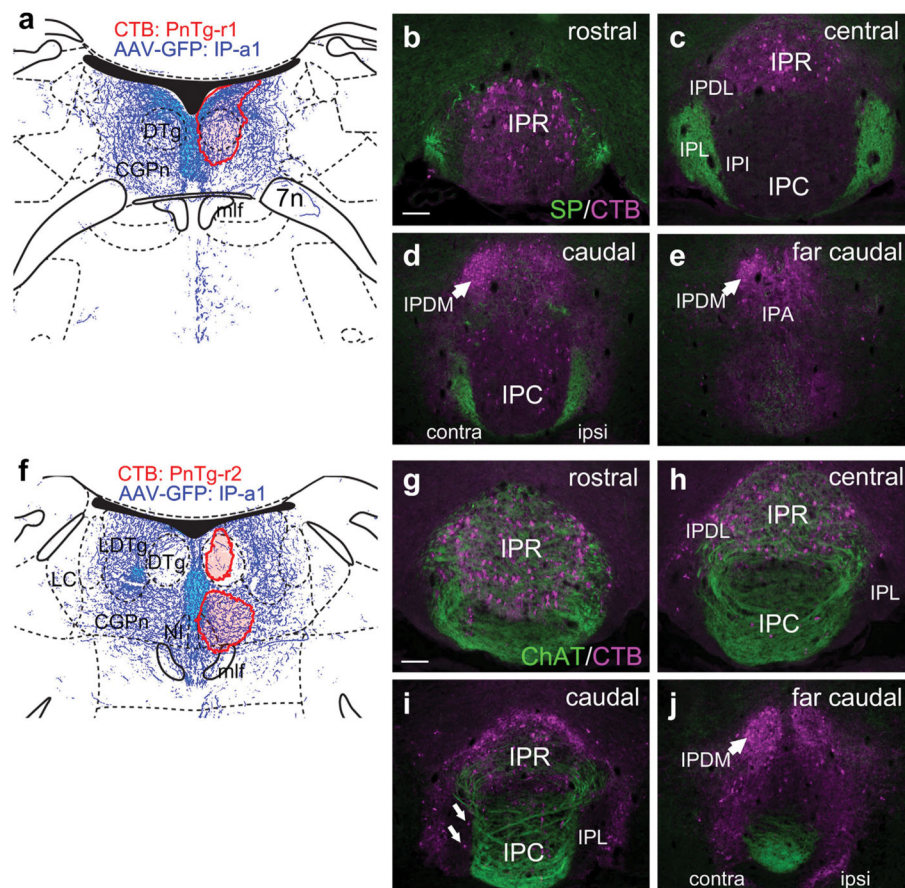 a
CTB: PnTg-r1
AAV-GFP: IP-a1
DTg
CGPn
7n
mlf
b
rostral
IPR
SP/CTB
c
central
IPR
IPDL
IPL
IPI
IPC
d
caudal
IPDM
IPC
contra
ipsi
e
far caudal
IPDM
IPA
f
CTB: PnTg-r2
AAV-GFP: IP-a1
LDTg
DTg
LC
CGPn
NI
mlf
g
rostral
IPR
ChAT/CTB
h
central
IPR
IPDL
IPL
IPC
i
caudal
IPR
IPL
IPC
j
far caudal
IPDM
contra
ipsi